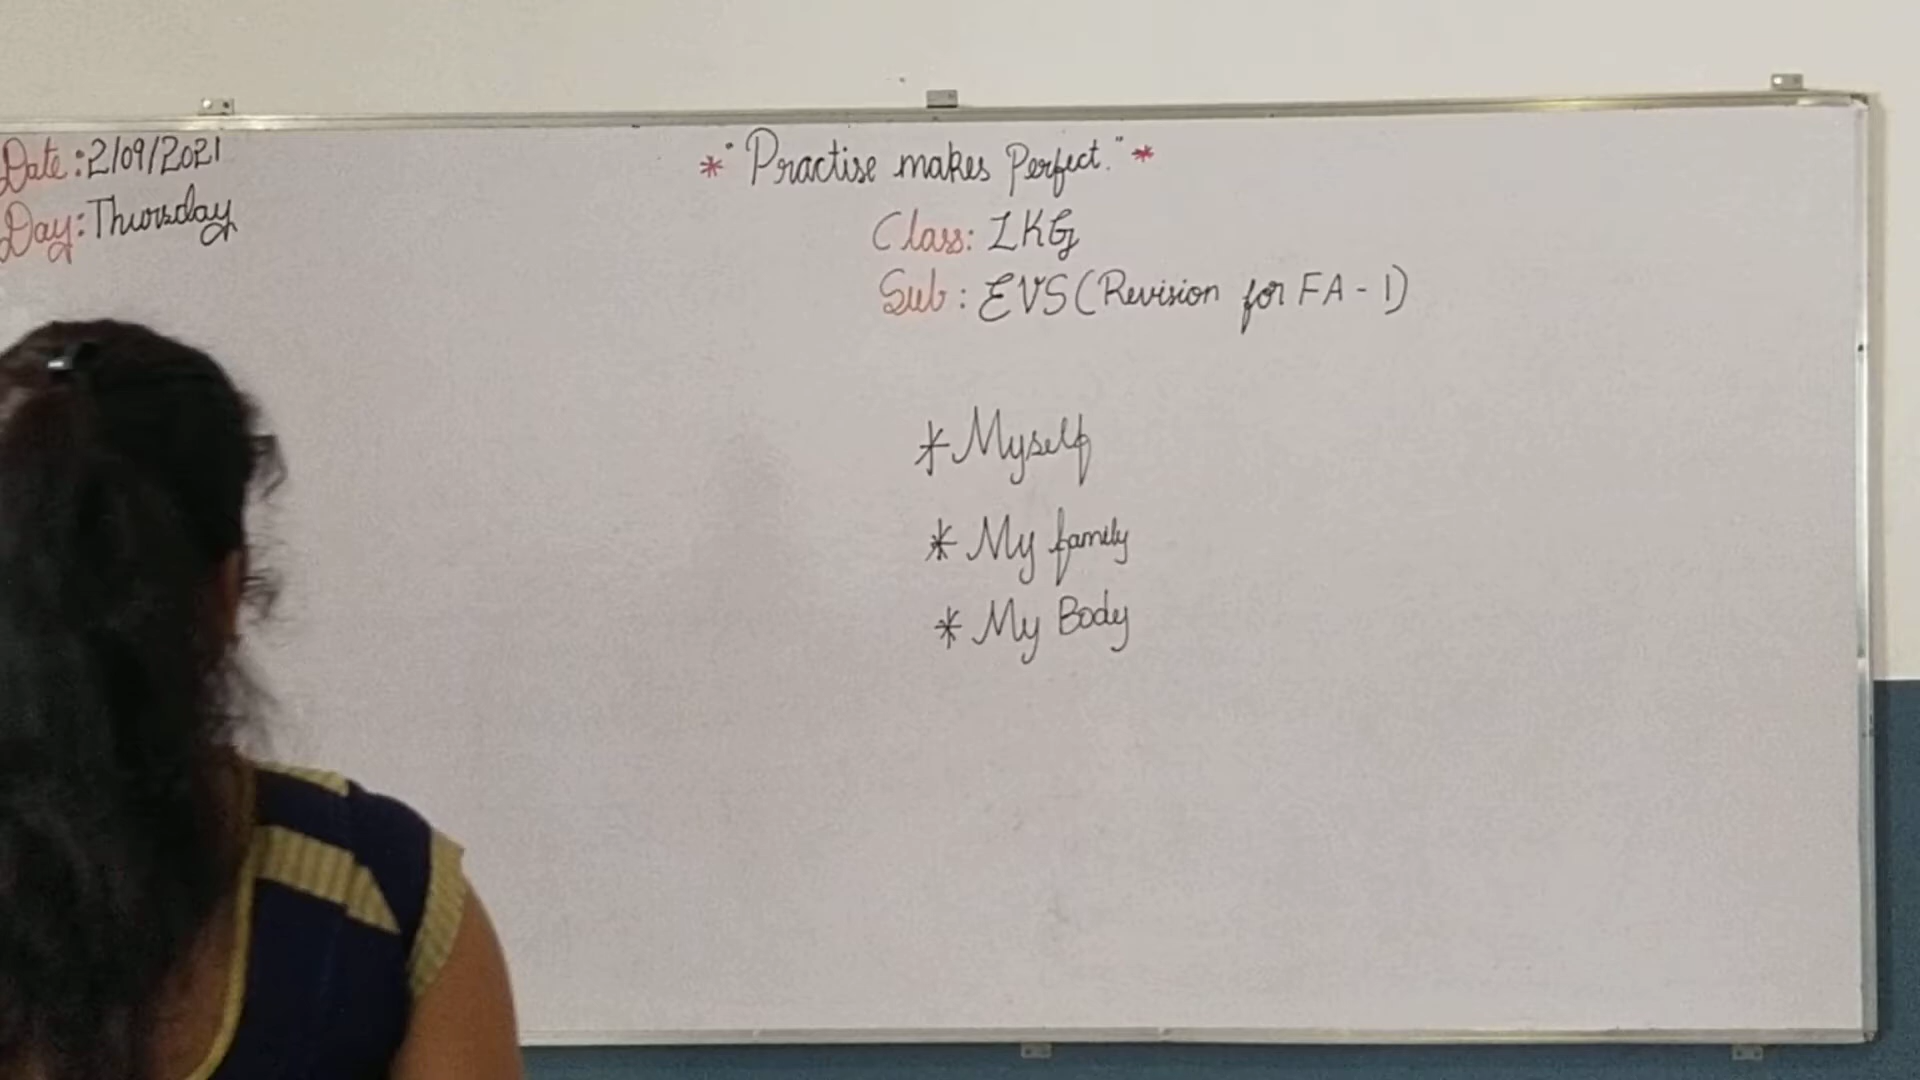 Date: 2/09/2021
Day: Thursday
* "Practise makes Perfect." *
Class: LKG
Sub: EVS (Revision for FA - 1)
* Myself
* My family
* My Body